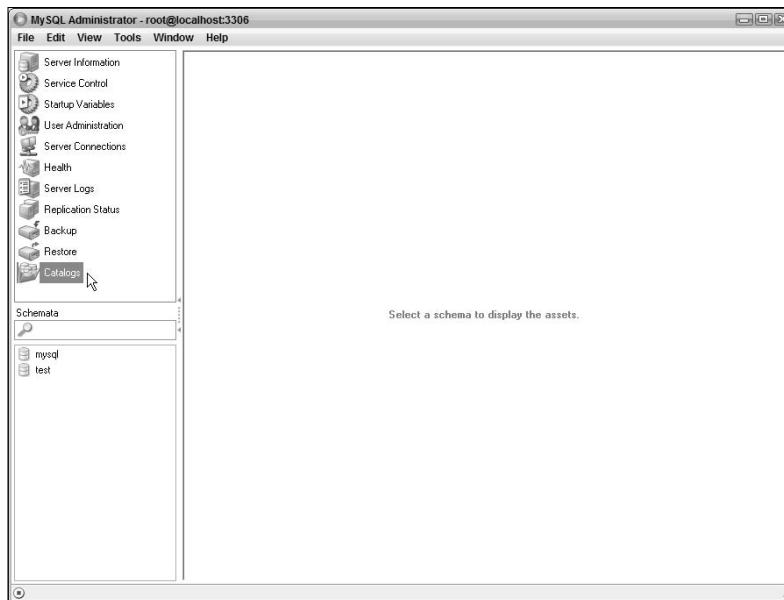 MySQL Administrator - root@localhost:3306
File Edit View Tools Window Help
Server Information
Service Control
Startup Variables
User Administration
Server Connections
Health
Server Logs
Replication Status
Backup
Restore
Catalogs
Schemata
mysql
test
Select a schema to display the assets.